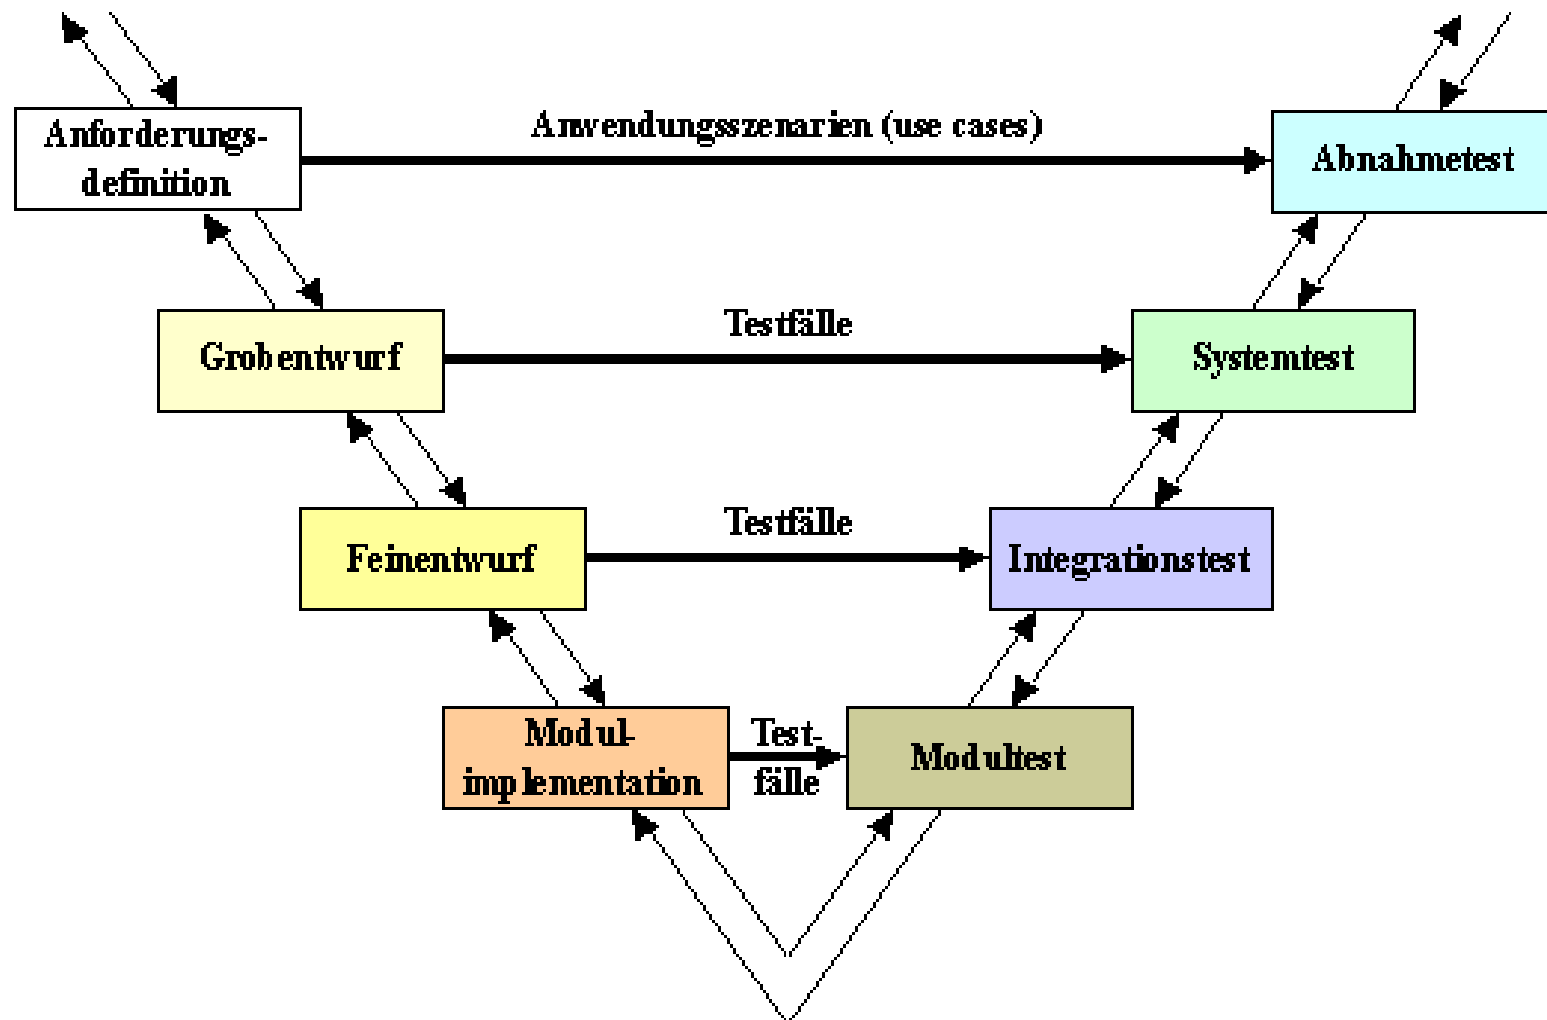 Anwendungsszenarien (use cases)
Anforderungs-
definition
Abnahmetest
Testfälle
Grobentwurf
Systemtest
Testfälle
Feinentwurf
Integrationstest
Modul-
implementation
Test-
fälle
Modultest